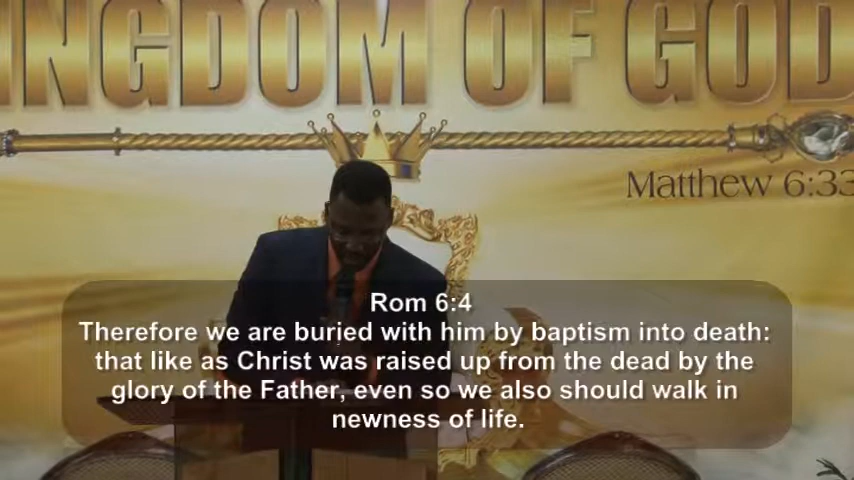 INGDOM OF GOD
Matthew 6:33
Rom 6:4
Therefore we are buried with him by baptism into death:
that like as Christ was raised up from the dead by the
glory of the Father, even so we also should walk in
newness of life.